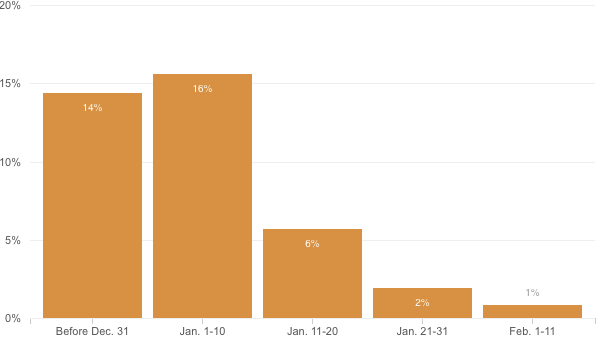 20%
15%
10%
5%
0%
14%
16%
6%
2%
1%
Before Dec. 31
Jan. 1-10
Jan. 11-20
Jan. 21-31
Feb. 1-11